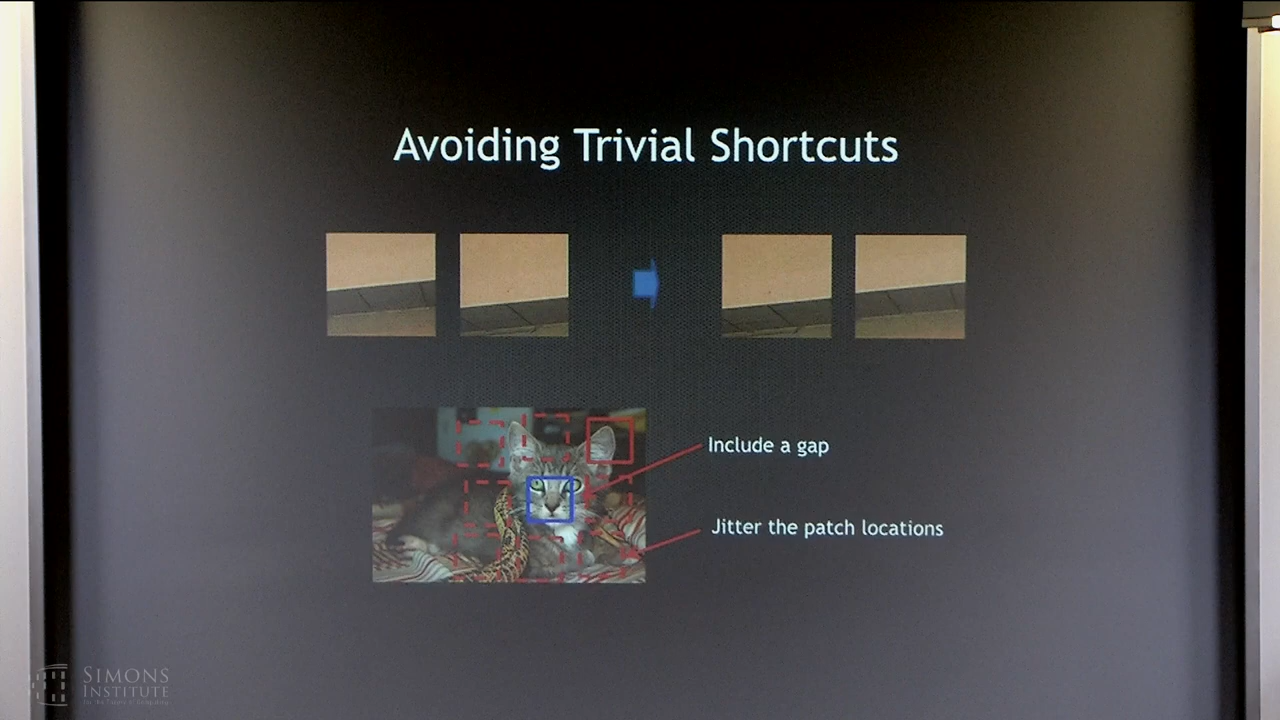 Avoiding Trivial Shortcuts
Include a gap
Jitter the patch locations
SIMONS
INSTITUTE